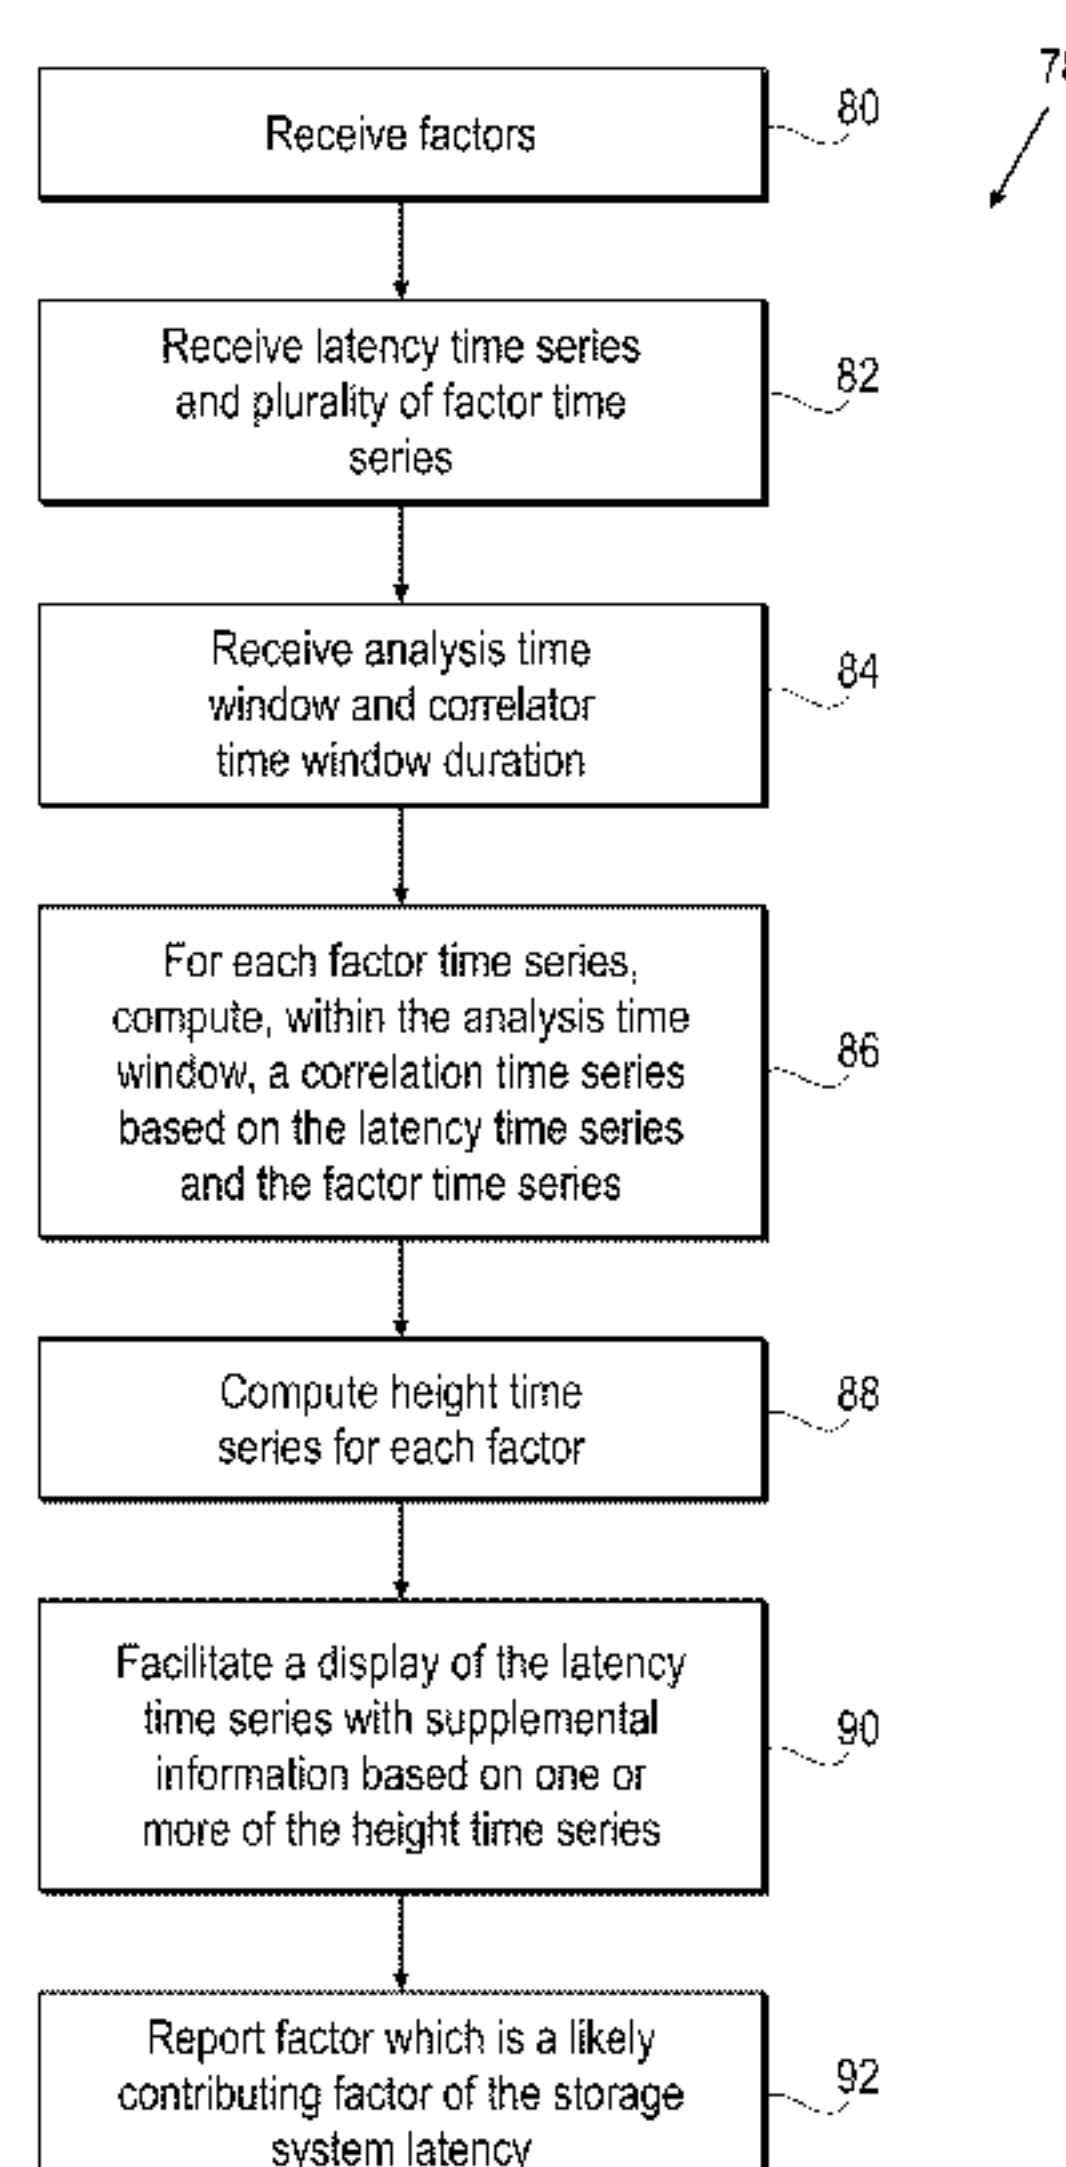 Receive factors
80
Receive latency time series
and plurality of factor time
series
82
Receive analysis time
window and correlator
time window duration
84
For each factor time series,
compute, within the analysis time
window, a correlation time series
based on the latency time series
and the factor time series
86
Compute height time
series for each factor
88
Facilitate a display of the latency
time series with supplemental
information based on one or
more of the height time series
90
Report factor which is a likely
contributing factor of the storage
system latency
92